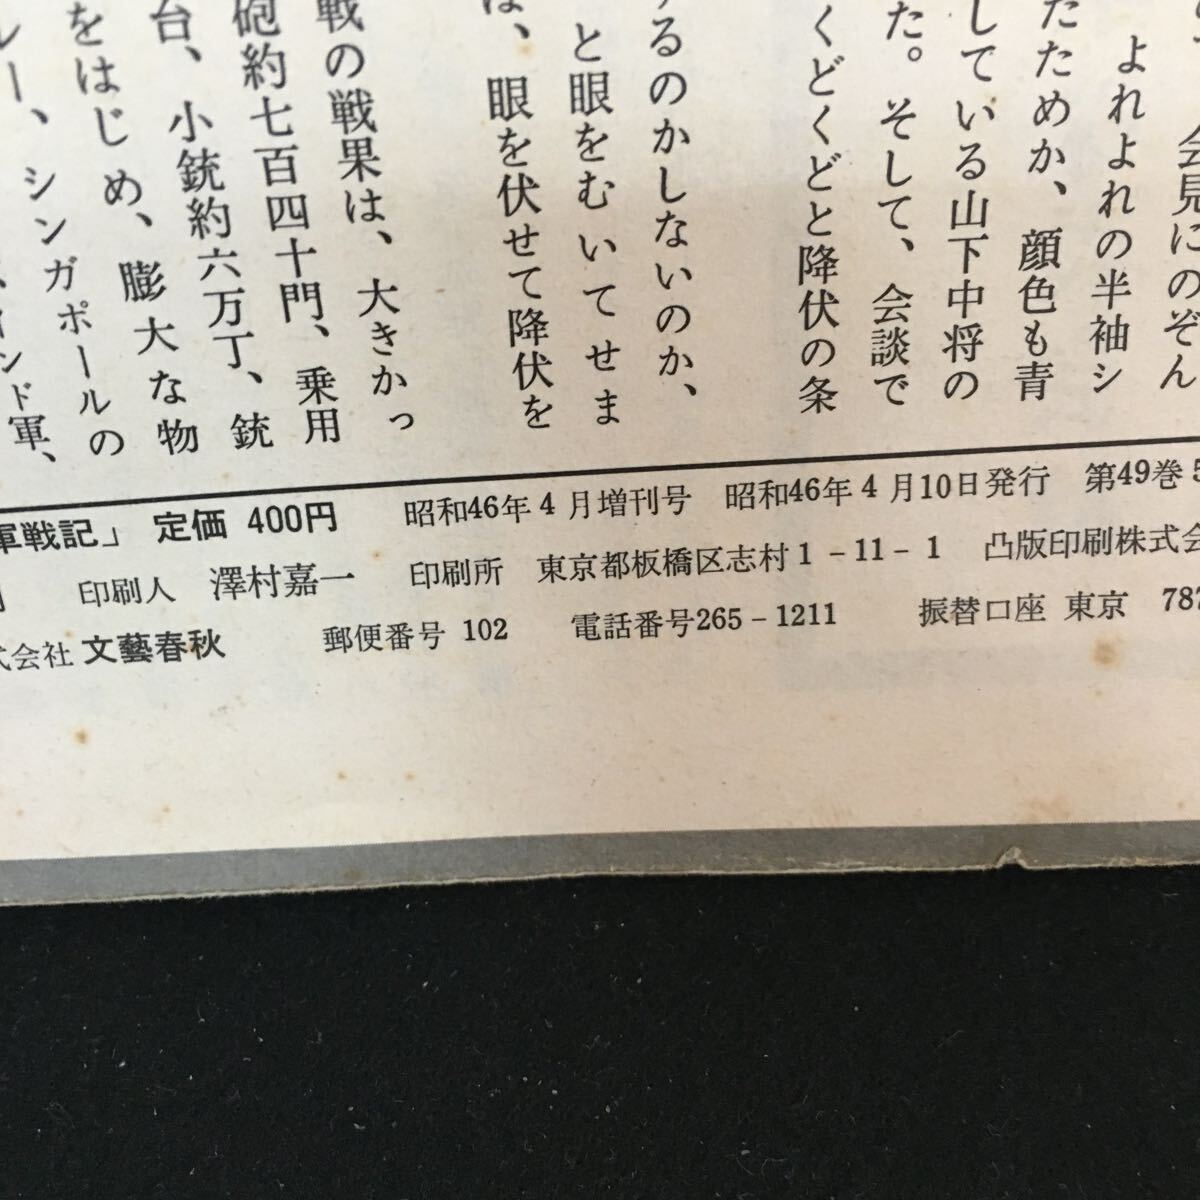 会見にのぞん
よれよれの半袖シ
たためか、顔色も青
している山下中将の
た。そして、会談で
くどくどと降伏の条
るのかしないのか、
と眼をむいてせま
、眼を伏せて降伏を
戦の戦果は、大きかっ
砲約七百四十門、乗用
台、小銃約六万丁、銃
をはじめ、膨大な物
ー、シンガポールの
インド軍、
軍戦記」 定価 400円 昭和46年4月増刊号 昭和46年4月10日発行 第49巻5
印刷人 澤村嘉一 印刷所 東京都板橋区志村1-11-1 凸版印刷株式会
式会社 文藝春秋 郵便番号 102 電話番号265-1211 振替口座 東京 787